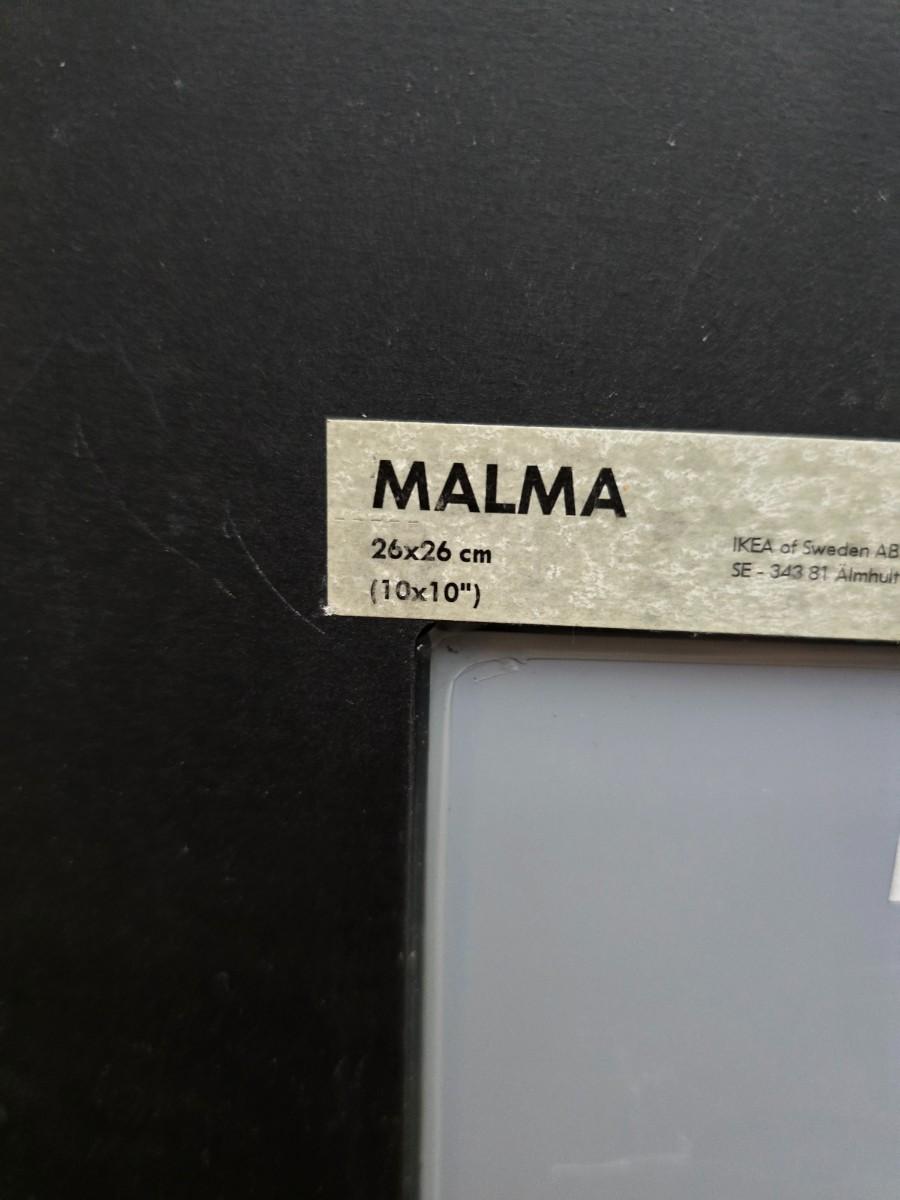 MALMA
26x26 cm
(10x10")
IKEA of Sweden AB
SE - 343 81 Älmhult